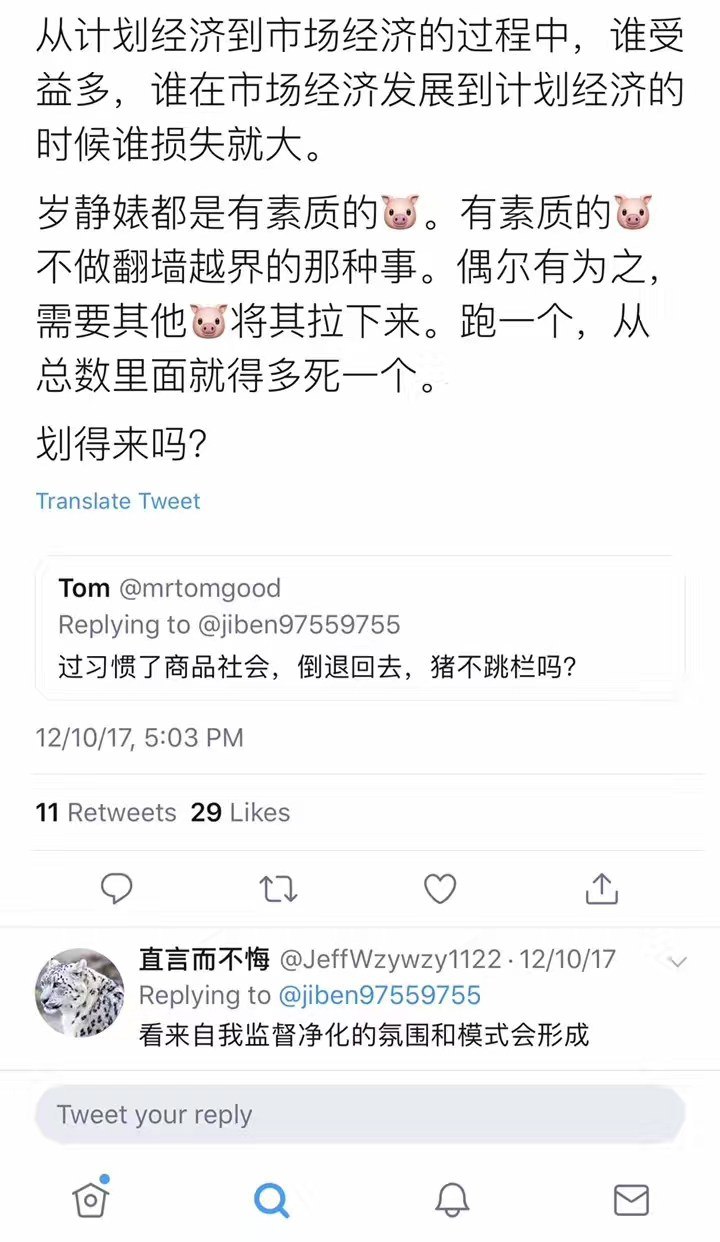 从计划经济到市场经济的过程中，谁受
益多，谁在市场经济发展到计划经济的
时候谁损失就大。
岁静婊都是有素质的🐷。有素质的🐷
不做翻墙越界的那种事。偶尔有为之，
需要其他🐷将其拉下来。跑一个，从
总数里面就得多死一个。
划得来吗？
Translate Tweet
Tom @mrtomgood
Replying to @jiben97559755
过习惯了商品社会，倒退回去，猪不跳栏吗？
12/10/17, 5:03 PM
11 Retweets 29 Likes
直言而不悔 @JeffWzywzy1122 · 12/10/17
Replying to @jiben97559755
看来自我监督净化的氛围和模式会形成
Tweet your reply